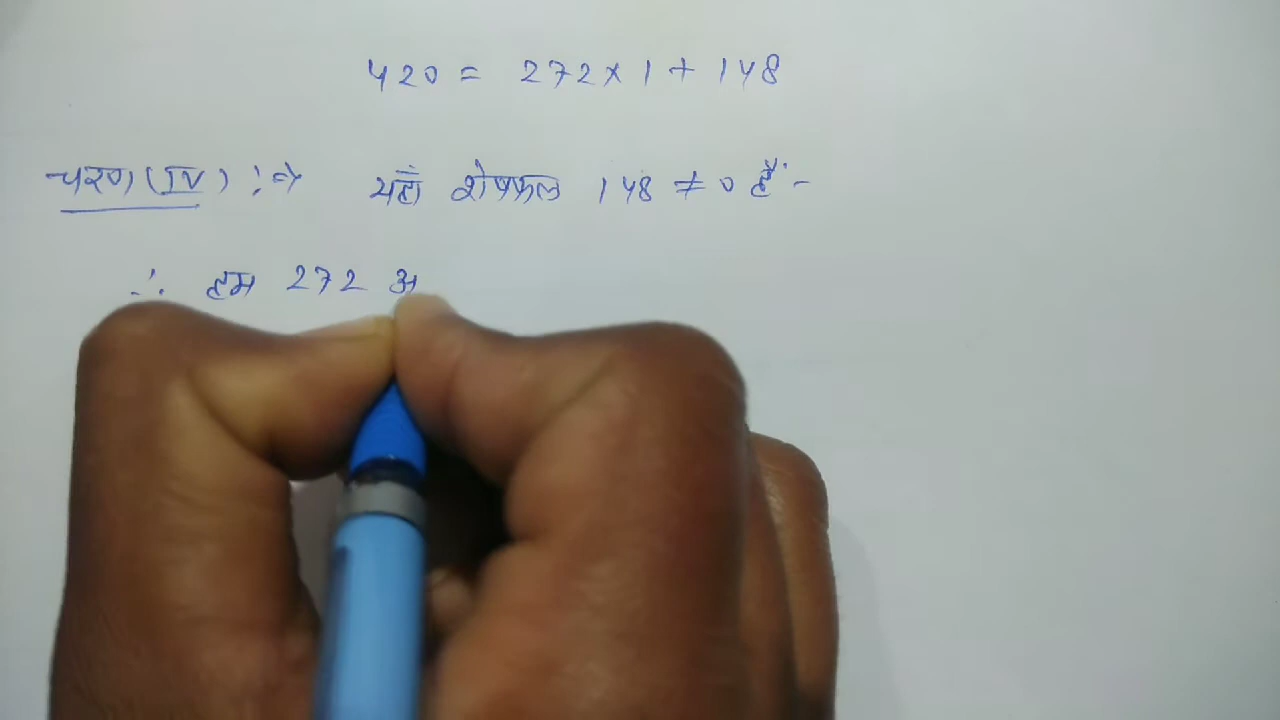 420 = 272 × 1 + 148
चरण (IV) :⇒ यहाँ शेषफल 148 ≠ 0 हैं -
∴ हम 272 अ